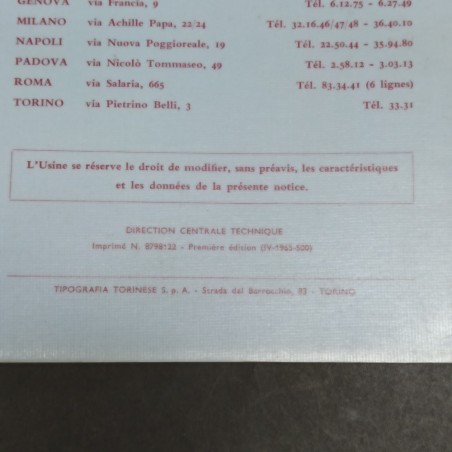 GENOVA via Francia, 9 Tél. 6.12.75 - 6.27.49
MILANO via Achille Papa, 22/24 Tél. 32.16.46/47/48 - 36.40.10
NAPOLI via Nuova Poggioreale, 19 Tél. 22.50.44 - 35.94.80
PADOVA via Nicolò Tommaseo, 49 Tél. 2.58.12 - 3.03.13
ROMA via Salaria, 665 Tél. 83.34.41 (6 lignes)
TORINO via Pietrino Belli, 3 Tél. 33.31
L'Usine se réserve le droit de modifier, sans préavis, les caractéristiques
et les données de la présente notice.
DIRECTION CENTRALE TECHNIQUE
Imprimé N. 8798122 - Première édition (IV-1965-500)
TIPOGRAFIA TORINESE S. p. A. - Strada del Barrocchio, 83 - TORINO